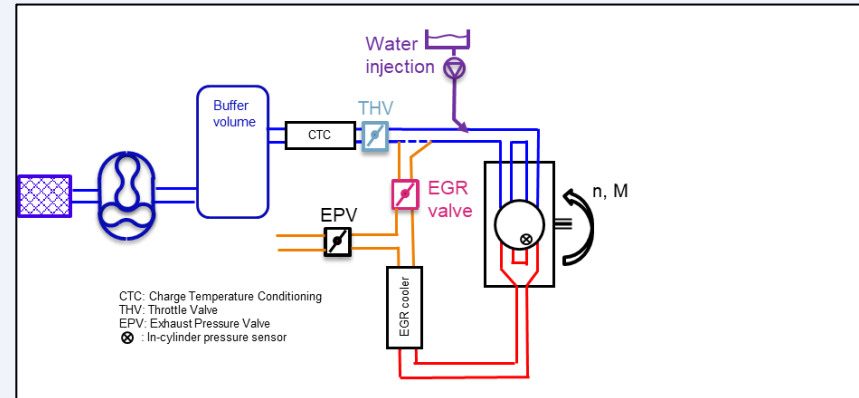 Water
injection
Buffer
volume
THV
CTC
EGR
valve
n, M
EPV
EGR cooler
CTC: Charge Temperature Conditioning
THV: Throttle Valve
EPV: Exhaust Pressure Valve
: In-cylinder pressure sensor